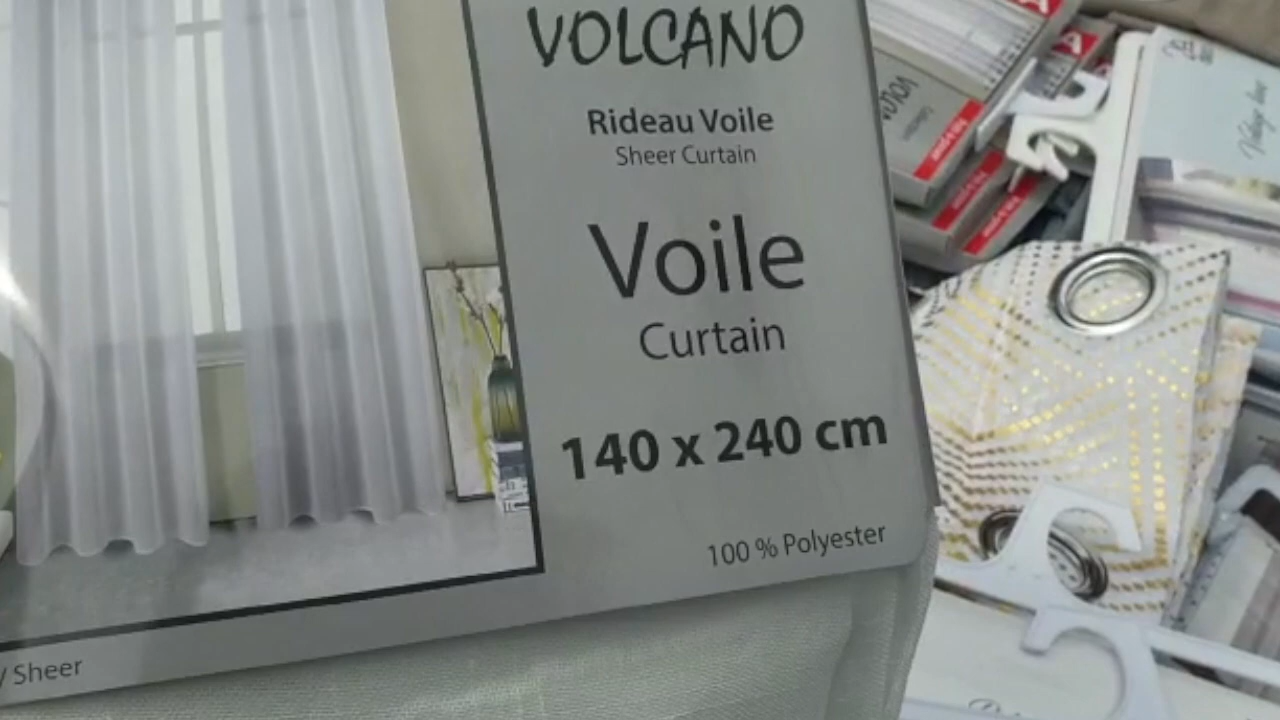 VOLCANO
Rideau Voile
Sheer Curtain
Voile
Curtain
140 x 240 cm
100 % Polyester
/ Sheer